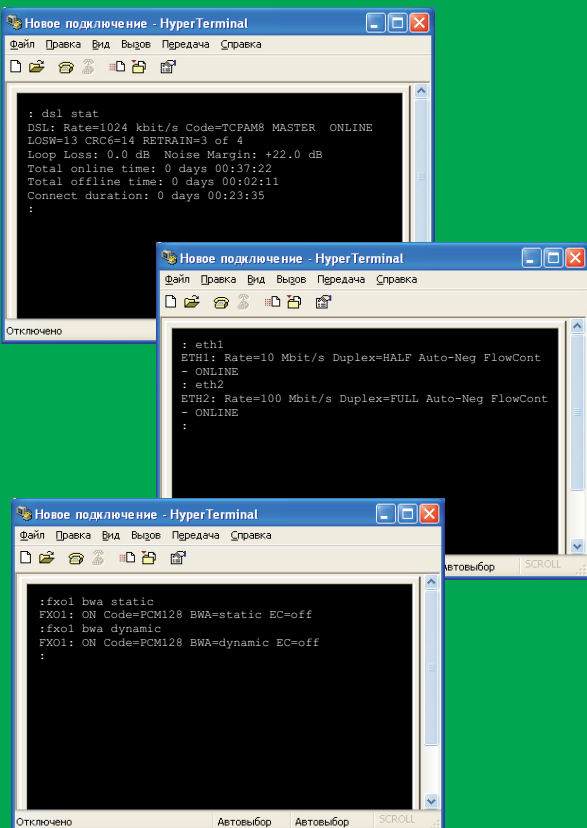 Новое подключение - HyperTerminal
Файл Правка Вид Вызов Передача Справка
: dsl stat
DSL: Rate=1024 kbit/s Code=TCPAM8 MASTER  ONLINE
LOSW=13 CRC6=14 RETRAIN=3 of 4
Loop Loss: 0.0 dB  Noise Margin: +22.0 dB
Total online time: 0 days 00:37:22
Total offline time: 0 days 00:02:11
Connect duration: 0 days 00:23:35
:
Отключено
Новое подключение - HyperTerminal
Файл Правка Вид Вызов Передача Справка
: eth1
ETH1: Rate=10 Mbit/s Duplex=HALF Auto-Neg FlowCont
- ONLINE
: eth2
ETH2: Rate=100 Mbit/s Duplex=FULL Auto-Neg FlowCont
- ONLINE
:
Автовыбор SCROLL
Новое подключение - HyperTerminal
Файл Правка Вид Вызов Передача Справка
:fxo1 bwa static
FXO1: ON Code=PCM128 BWA=static EC=off
:fxo1 bwa dynamic
FXO1: ON Code=PCM128 BWA=dynamic EC=off
:
Отключено Автовыбор Автовыбор SCROLL